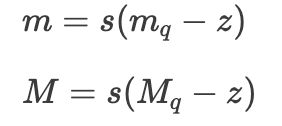 m = s(m_q − z)
M = s(M_q − z)